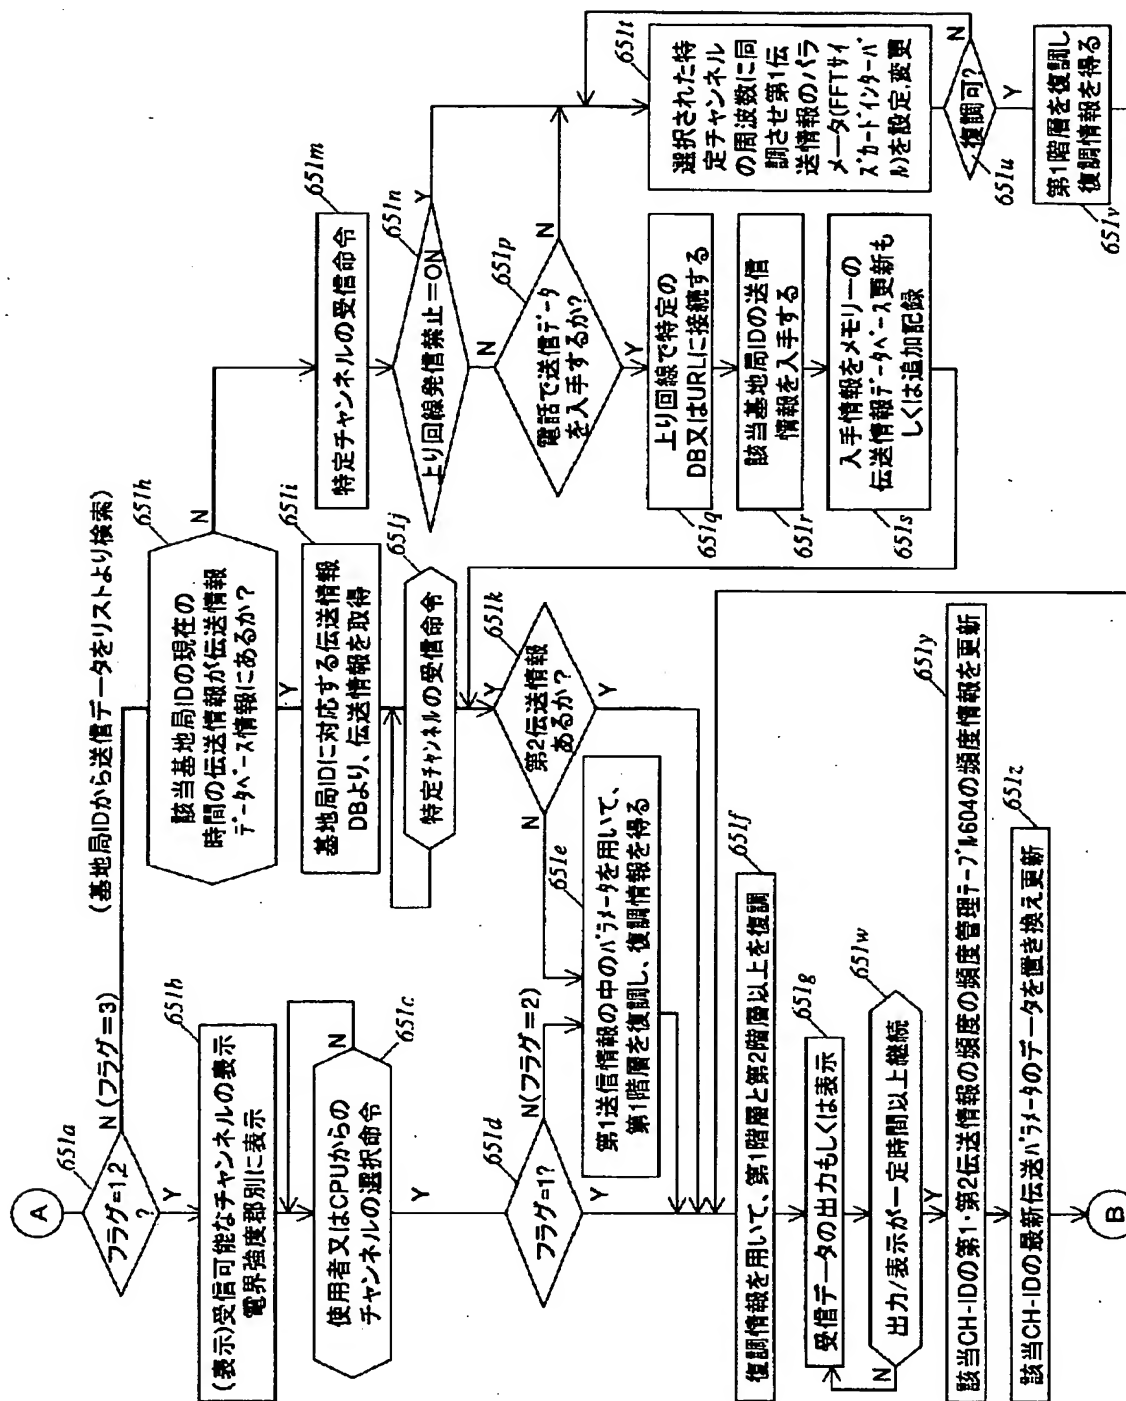 A
651a
フラグ=1,2
?
N(フラグ=3)
(基地局IDから送信データをリストより検索)
Y
651b
(表示)受信可能なチャンネルの表示
電界強度郡別に表示
651c
使用者又はCPUからの
チャンネルの選択命令
N
Y
651d
フラグ=1?
N(フラグ=2)
Y
651e
第1送信情報の中のパラメータを用いて、
第1階層を復調し、復調情報を得る
651f
復調情報を用いて、第1階層と第2階層以上を復調
651g
受信データの出力もしくは表示
651w
出力/表示が一定時間以上継続
N
Y
651y
該当CH-IDの第1・第2伝送情報の頻度の頻度管理テーブル604の頻度情報を更新
651z
該当CH-IDの最新伝送パラメータのデータを置き換え更新
B
651h
該当基地局IDの現在の
時間の伝送情報が伝送情報
データベース情報にあるか?
N
Y
651i
基地局IDに対応する伝送情報
DBより、伝送情報を取得
651j
特定チャンネルの受信命令
Y
651k
第2伝送情報
あるか?
N
Y
651m
特定チャンネルの受信命令
651n
上り回線発信禁止=ON
Y
N
651p
電話で送信データ
を入手するか?
N
Y
651q
上り回線で特定の
DB又はURLに接続する
651r
該当基地局IDの送信
情報を入手する
651s
入手情報をメモリーの
伝送情報データベース更新も
しくは追加記録
651t
選択された特
定チャンネル
の周波数に同
調させ第1伝
送情報のパラ
メータ(FFTサイ
ズカードインターバ
ル)を設定,変更
651u
復調可?
N
Y
651v
第1階層を復調し
復調情報を得る